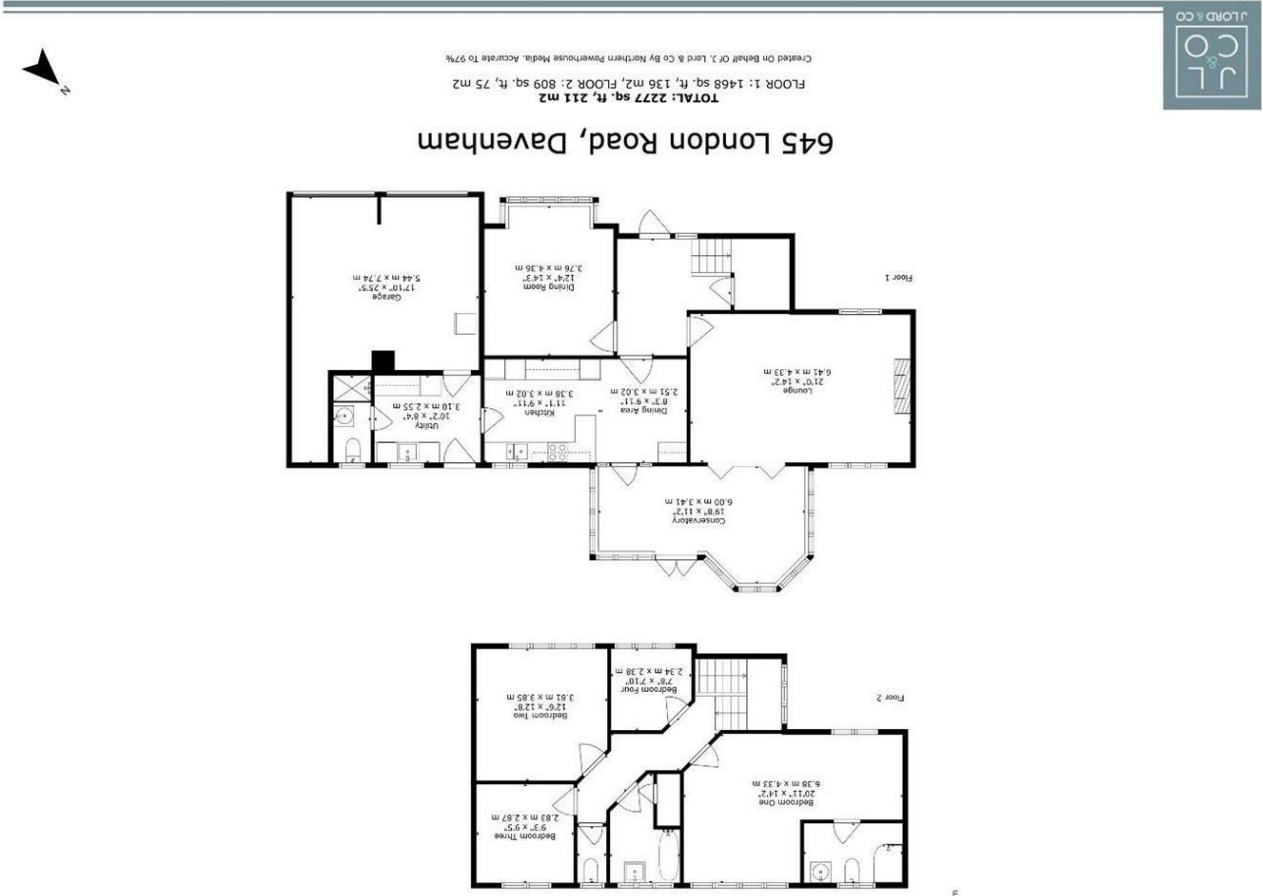 Bedroom One
20'11" x 14'2"
6.38 m x 4.33 m
Bedroom Three
9'3" x 9'5"
2.83 m x 2.87 m
Floor 2
Bedroom Four
7'8" x 7'10"
2.34 m x 2.38 m
Bedroom Two
12'6" x 12'8"
3.81 m x 3.85 m
Conservatory
19'8" x 11'2"
6.00 m x 3.41 m
Lounge
21'0" x 14'2"
6.41 m x 4.33 m
Dining Area
8'3" x 9'11"
2.51 m x 3.02 m
Kitchen
11'1" x 9'11"
3.38 m x 3.02 m
Utility
10'2" x 8'4"
3.10 m x 2.55 m
Floor 1
Dining Room
12'4" x 14'3"
3.76 m x 4.36 m
Garage
17'10" x 25'5"
5.44 m x 7.74 m
645 London Road, Davenham
TOTAL: 2277 sq. ft, 211 m2
FLOOR 1: 1468 sq. ft, 136 m2, FLOOR 2: 809 sq. ft, 75 m2
Created On Behalf Of J. Lord & Co By Northern Powerhouse Media. Accurate To 97%
JL
&
CO
J LORD & CO
N